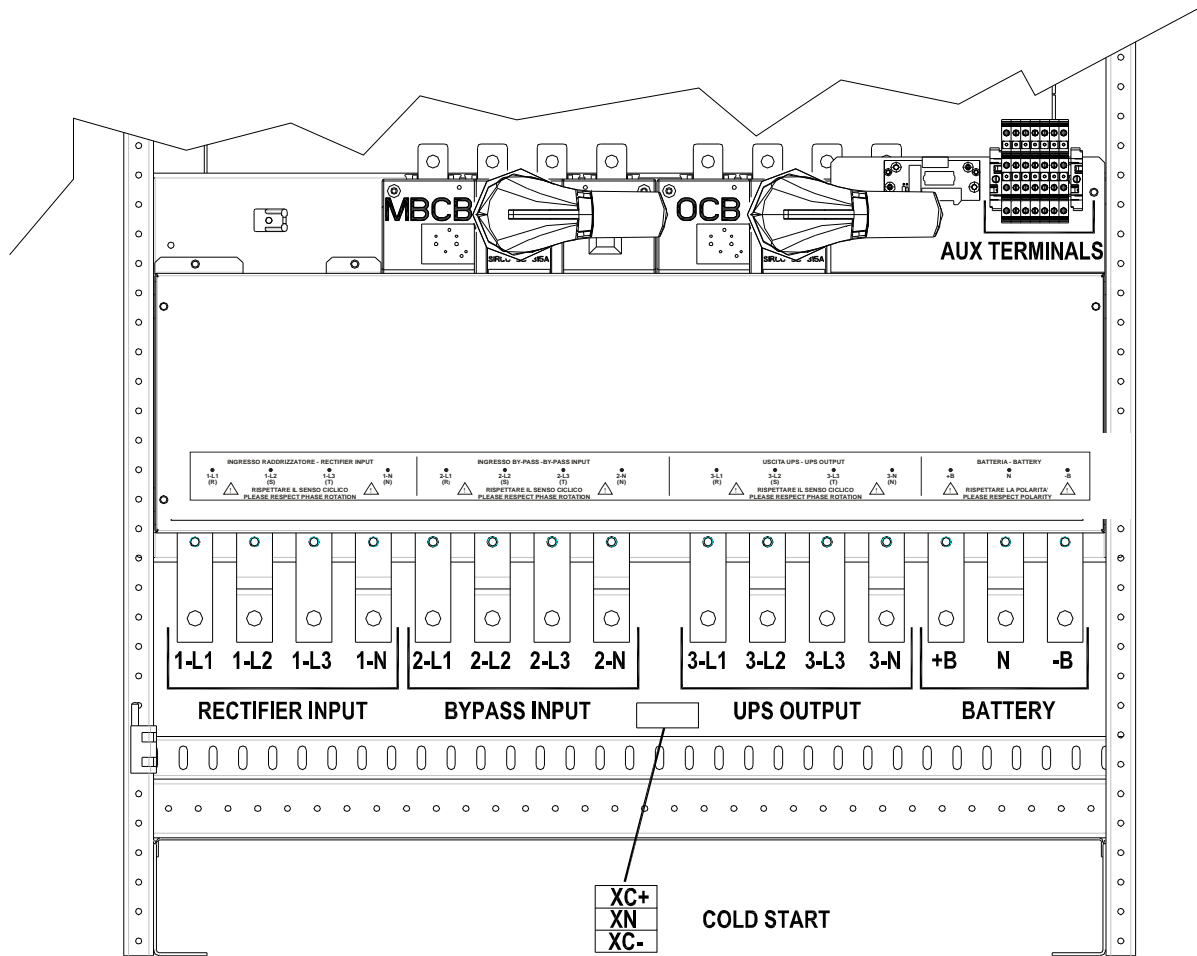 MBCB
OCB
SIRCO
315A
SIRCO
315A
AUX TERMINALS
INGRESSO RADDRIZZATORE - RECTIFIER INPUT
1-L1 (R)
1-L2 (S)
1-L3 (T)
1-N (N)
RISPETTARE IL SENSO CICLICO
PLEASE RESPECT PHASE ROTATION
INGRESSO BY-PASS -BY-PASS INPUT
2-L1 (R)
2-L2 (S)
2-L3 (T)
2-N (N)
RISPETTARE IL SENSO CICLICO
PLEASE RESPECT PHASE ROTATION
USCITA UPS - UPS OUTPUT
3-L1 (R)
3-L2 (S)
3-L3 (T)
3-N (N)
RISPETTARE IL SENSO CICLICO
PLEASE RESPECT PHASE ROTATION
BATTERIA - BATTERY
+B
N
-B
RISPETTARE LA POLARITA'
PLEASE RESPECT POLARITY
1-L1 1-L2 1-L3 1-N 2-L1 2-L2 2-L3 2-N 3-L1 3-L2 3-L3 3-N +B N -B
RECTIFIER INPUT BYPASS INPUT UPS OUTPUT BATTERY
XC+
XN
XC-
COLD START